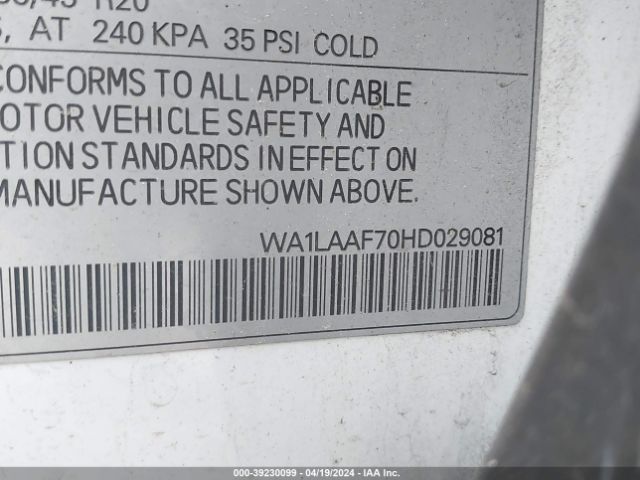 R20
AT 240 KPA 35 PSI COLD
CONFORMS TO ALL APPLICABLE
OTOR VEHICLE SAFETY AND
TION STANDARDS IN EFFECT ON
MANUFACTURE SHOWN ABOVE.
WA1LAAF70HD029081
000-39230099 - 04/19/2024 - IAA Inc.